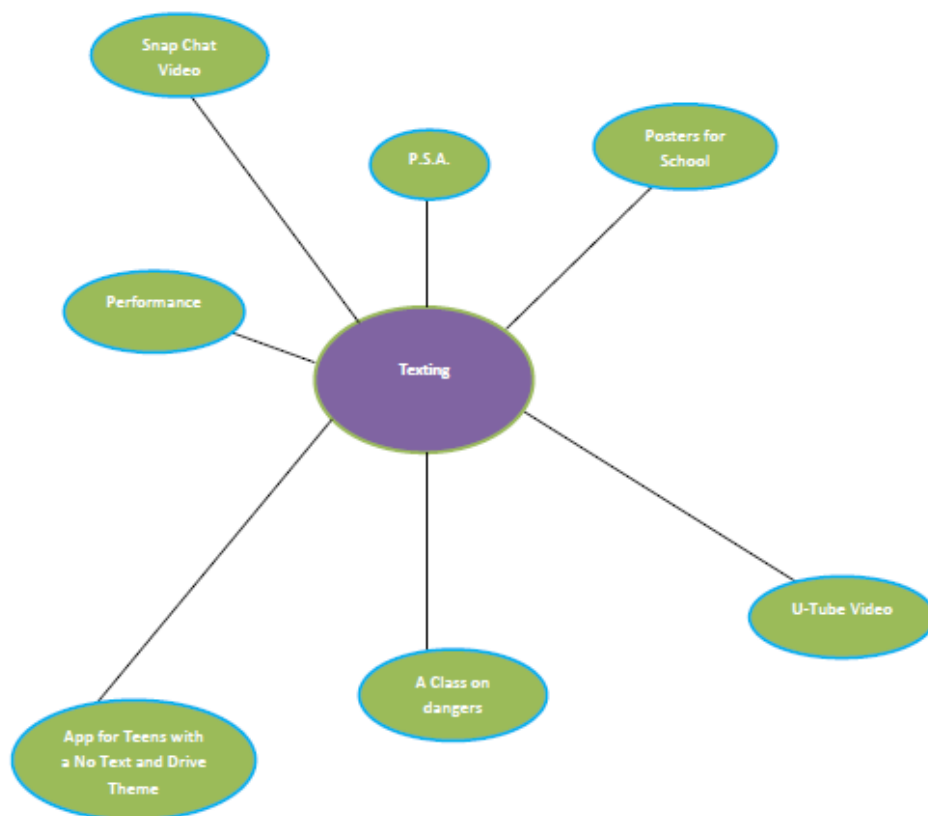 Snap Chat
Video
P.S.A.
Posters for
School
Performance
Texting
U-Tube Video
A Class on
dangers
App for Teens with
a No Text and Drive
Theme